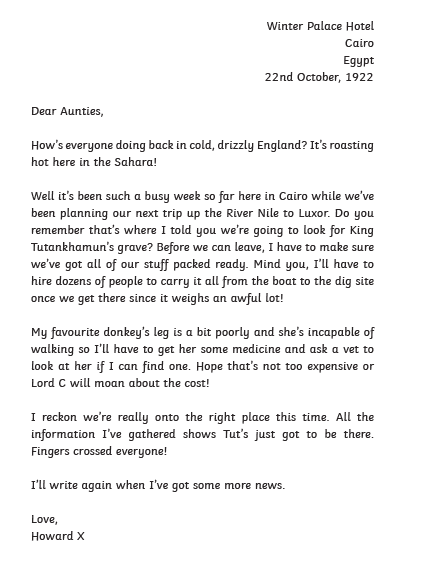 Winter Palace Hotel
Cairo
Egypt
22nd October, 1922
Dear Aunties,
How's everyone doing back in cold, drizzly England? It's roasting
hot here in the Sahara!
Well it's been such a busy week so far here in Cairo while we've
been planning our next trip up the River Nile to Luxor. Do you
remember that's where I told you we're going to look for King
Tutankhamun's grave? Before we can leave, I have to make sure
we've got all of our stuff packed ready. Mind you, I'll have to
hire dozens of people to carry it all from the boat to the dig site
once we get there since it weighs an awful lot!
My favourite donkey's leg is a bit poorly and she's incapable of
walking so I'll have to get her some medicine and ask a vet to
look at her if I can find one. Hope that's not too expensive or
Lord C will moan about the cost!
I reckon we're really onto the right place this time. All the
information I've gathered shows Tut's just got to be there.
Fingers crossed everyone!
I'll write again when I've got some more news.
Love,
Howard X